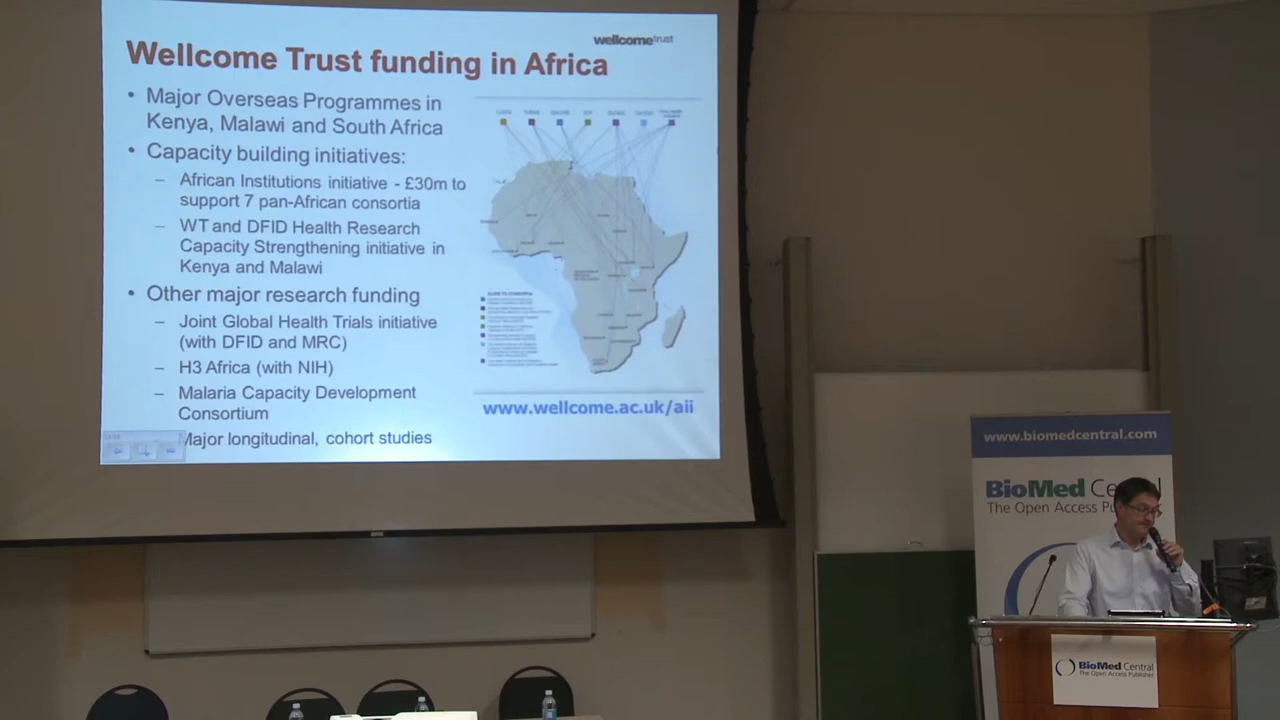 wellcometrust
Wellcome Trust funding in Africa
• Major Overseas Programmes in
Kenya, Malawi and South Africa
• Capacity building initiatives:
– African Institutions initiative - £30m to
support 7 pan-African consortia
– WT and DFID Health Research
Capacity Strengthening initiative in
Kenya and Malawi
• Other major research funding
– Joint Global Health Trials initiative
(with DFID and MRC)
– H3 Africa (with NIH)
– Malaria Capacity Development
Consortium
Major longitudinal, cohort studies
www.wellcome.ac.uk/aii
www.biomedcentral.com
BioMed Ce
The Open Access Pu
BioMed Central
The Open Access Publisher